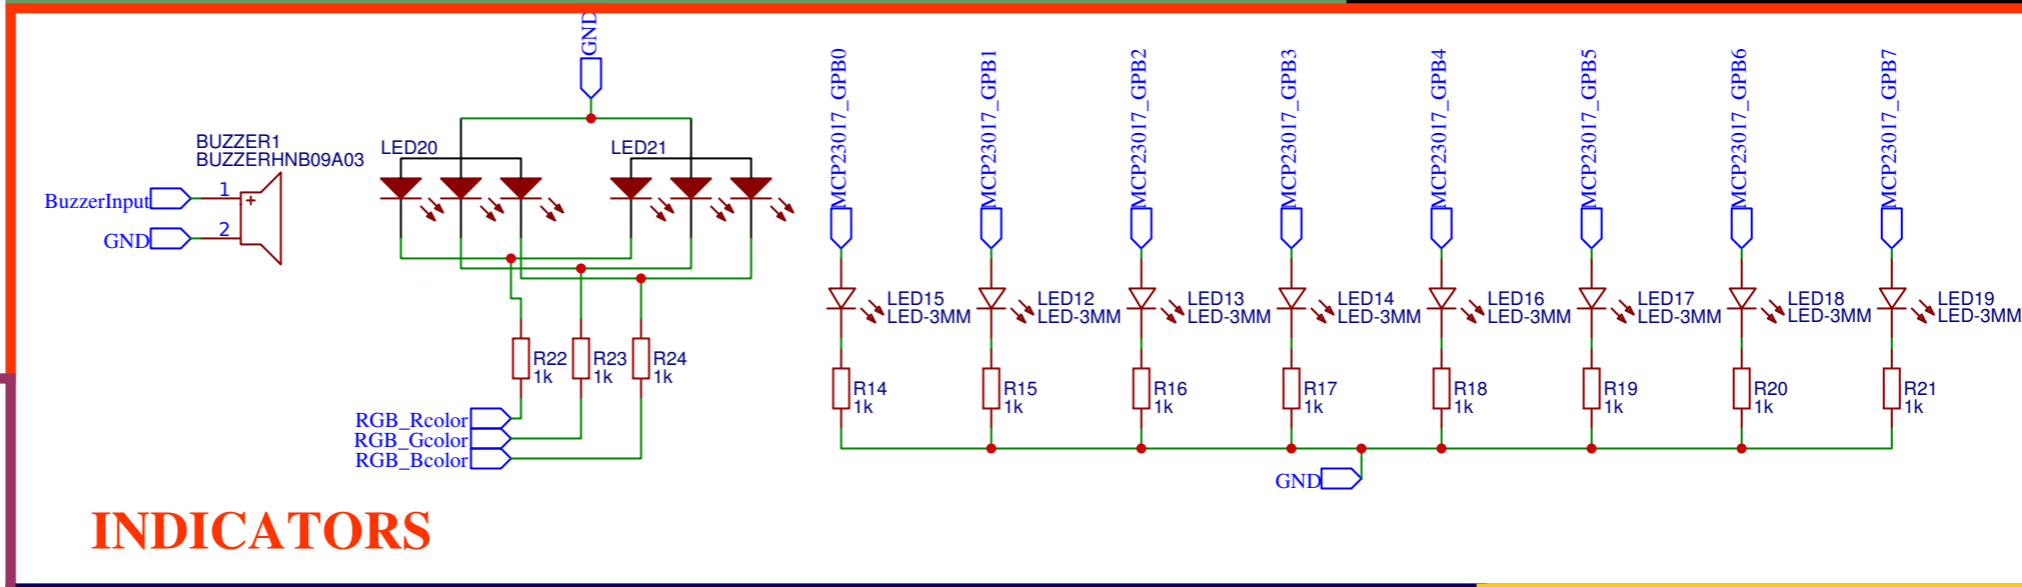 GND
MCP23017_GPB0
MCP23017_GPB1
MCP23017_GPB2
MCP23017_GPB3
MCP23017_GPB4
MCP23017_GPB5
MCP23017_GPB6
MCP23017_GPB7
BUZZER1
BUZZERHNB09A03
LED20
LED21
BuzzerInput
1
+
GND
2
LED15
LED-3MM
LED12
LED-3MM
LED13
LED-3MM
LED14
LED-3MM
LED16
LED-3MM
LED17
LED-3MM
LED18
LED-3MM
LED19
LED-3MM
R22
1k
R23
1k
R24
1k
R14
1k
R15
1k
R16
1k
R17
1k
R18
1k
R19
1k
R20
1k
R21
1k
RGB_Rcolor
RGB_Gcolor
RGB_Bcolor
GND
INDICATORS